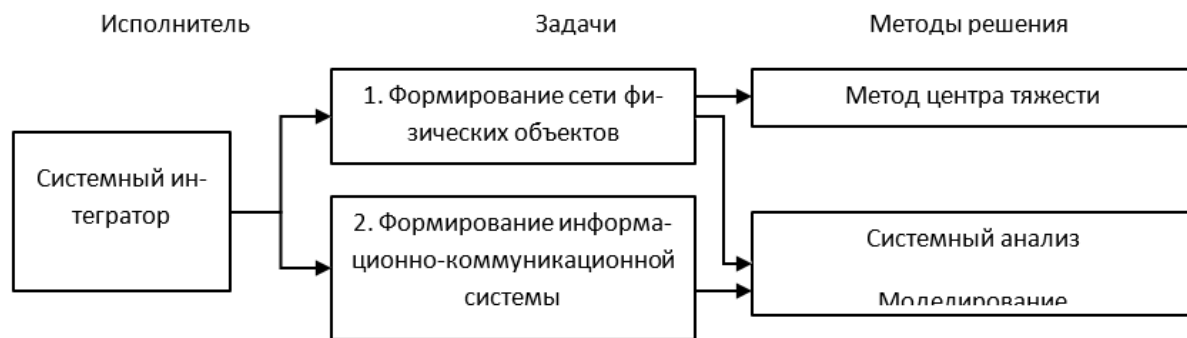 Исполнитель
Задачи
Методы решения
1. Формирование сети фи-
зических объектов
Метод центра тяжести
Системный ин-
тегратор
2. Формирование информа-
ционно-коммуникационной
системы
Системный анализ
Моделирование